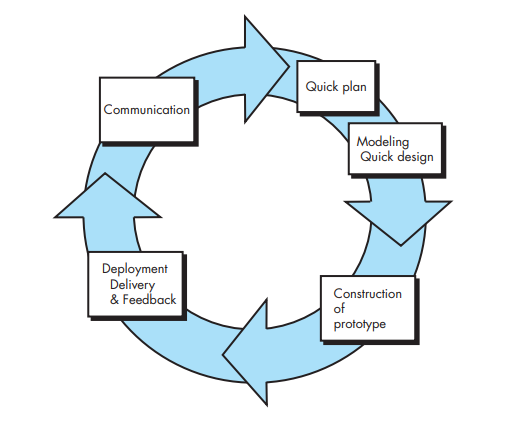 Communication
Quick plan
Modeling
Quick design
Construction
of
prototype
Deployment
Delivery
& Feedback